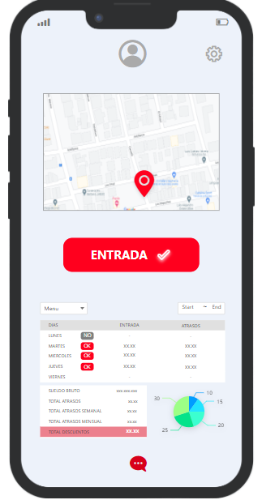 ENTRADA
Menu
Start - End
DIAS ENTRADA ATRASOS
LUNES NO - -
MARTES OK XX.XX XX.XX
MIERCOLES OK XX.XX XX.XX
JUEVES OK XX.XX XX.XX
VIERNES
SUELDO BRUTO XXX.XXX.XXX
TOTAL ATRASOS XX.XX
TOTAL ATRASOS SEMANAL XX.XX
TOTAL ATRASOS MENSUAL XX.XX
TOTAL DESCUENTOS XX.XX
10
30
15
20
25